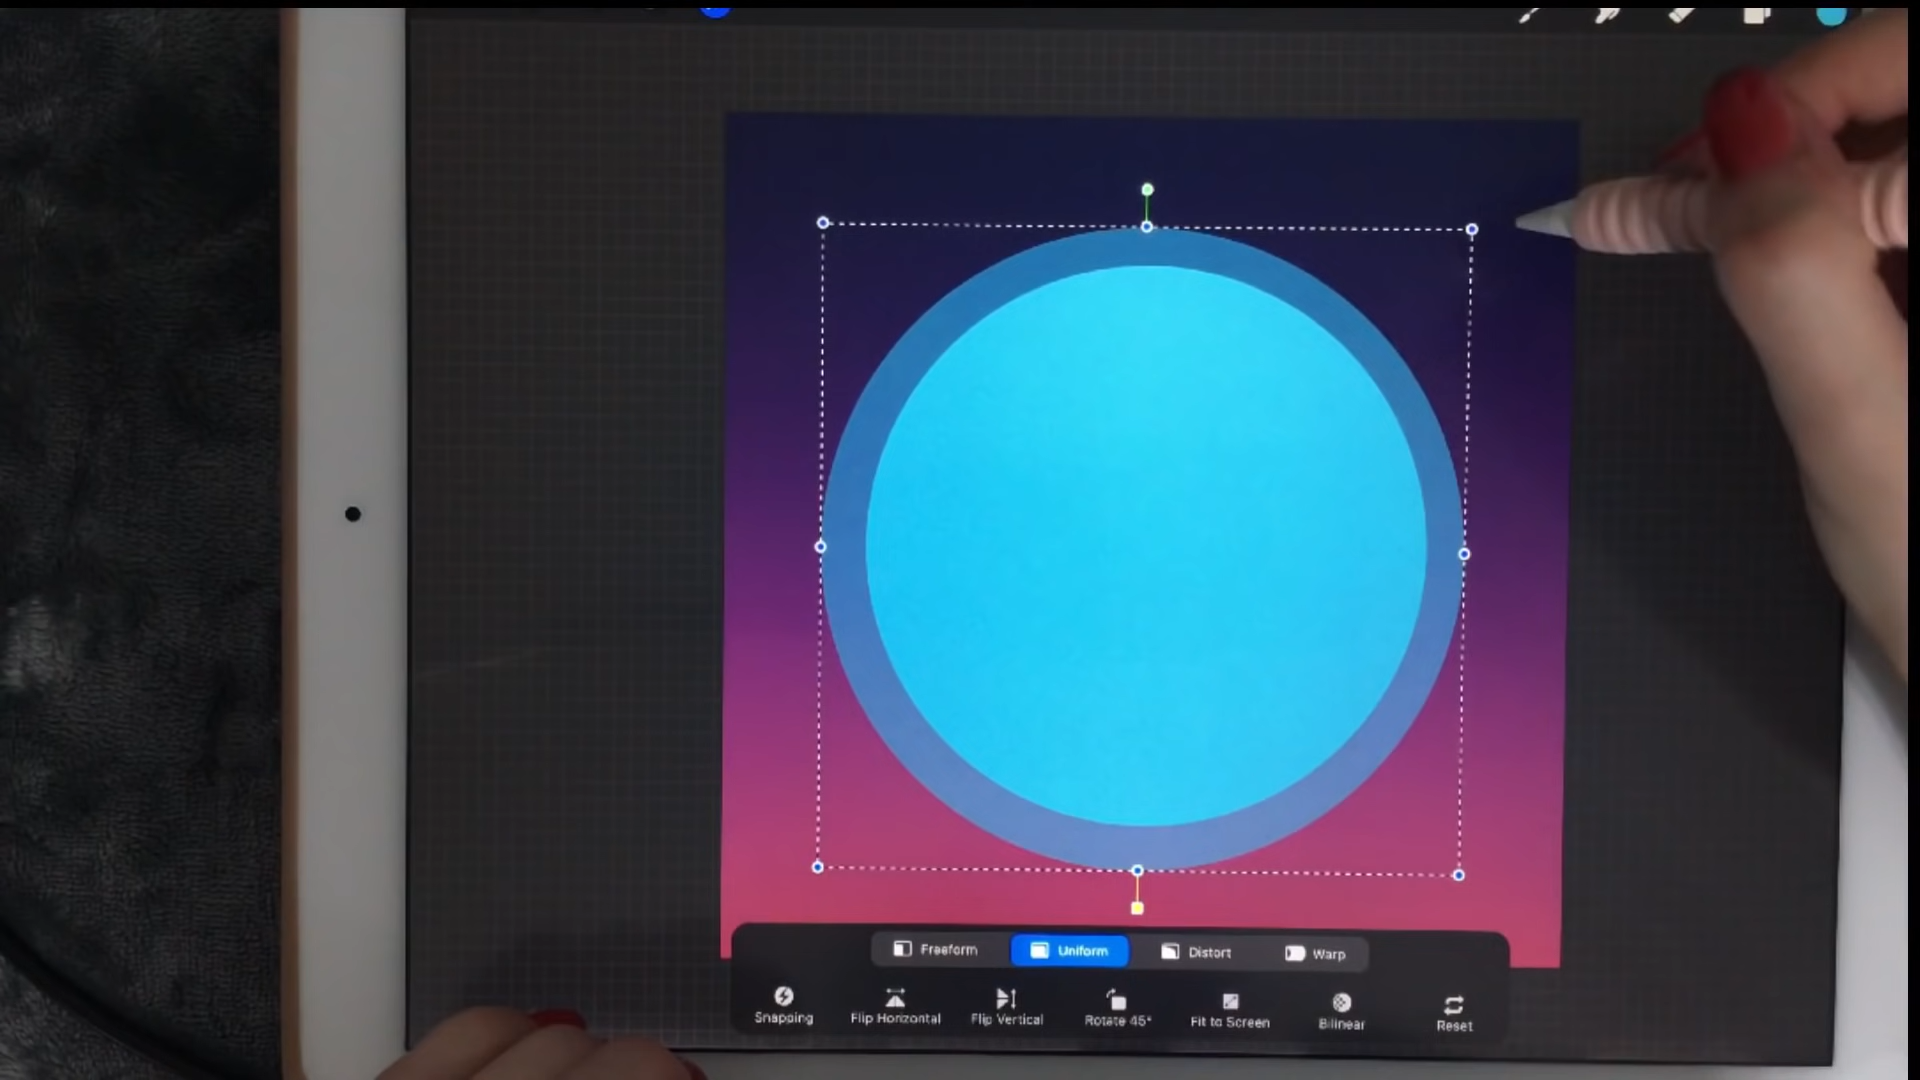 Freeform Uniform Distort Warp
Snapping Flip Horizontal Flip Vertical Rotate 45° Fit to Screen Bilinear Reset